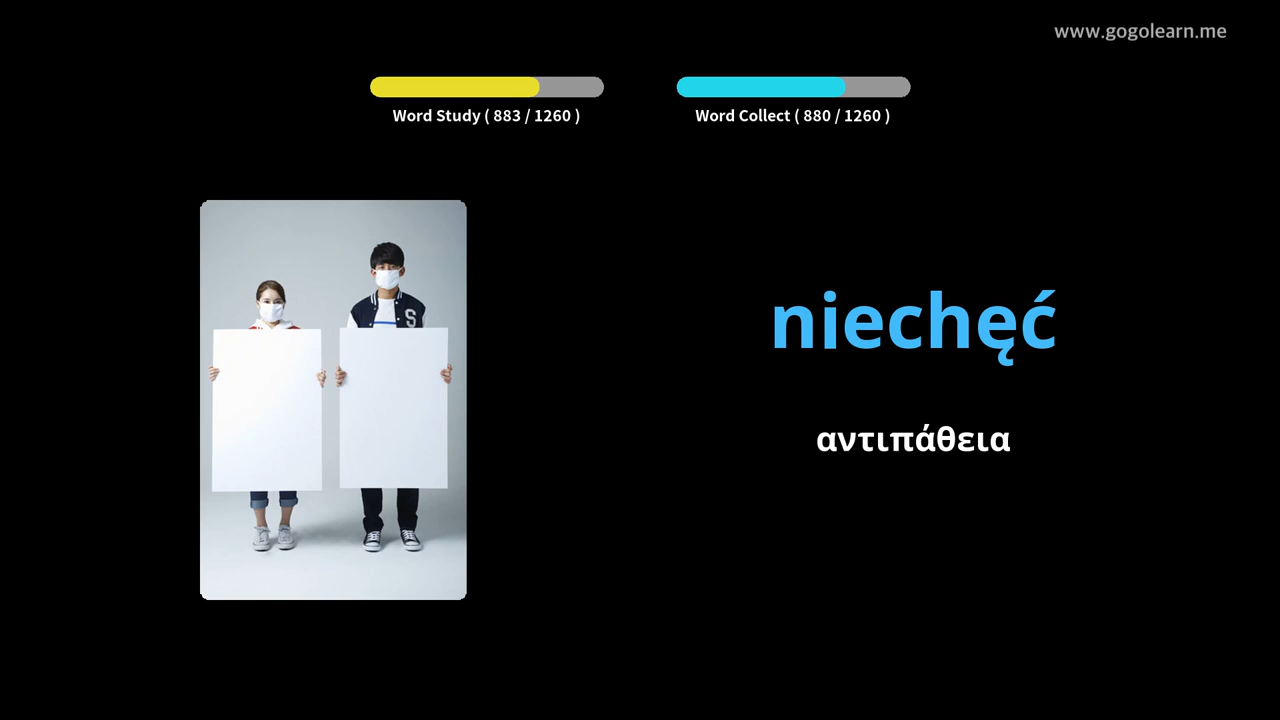 www.gogolearn.me
Word Study ( 883 / 1260 )
Word Collect ( 880 / 1260 )
S
niechęć
αντιπάθεια